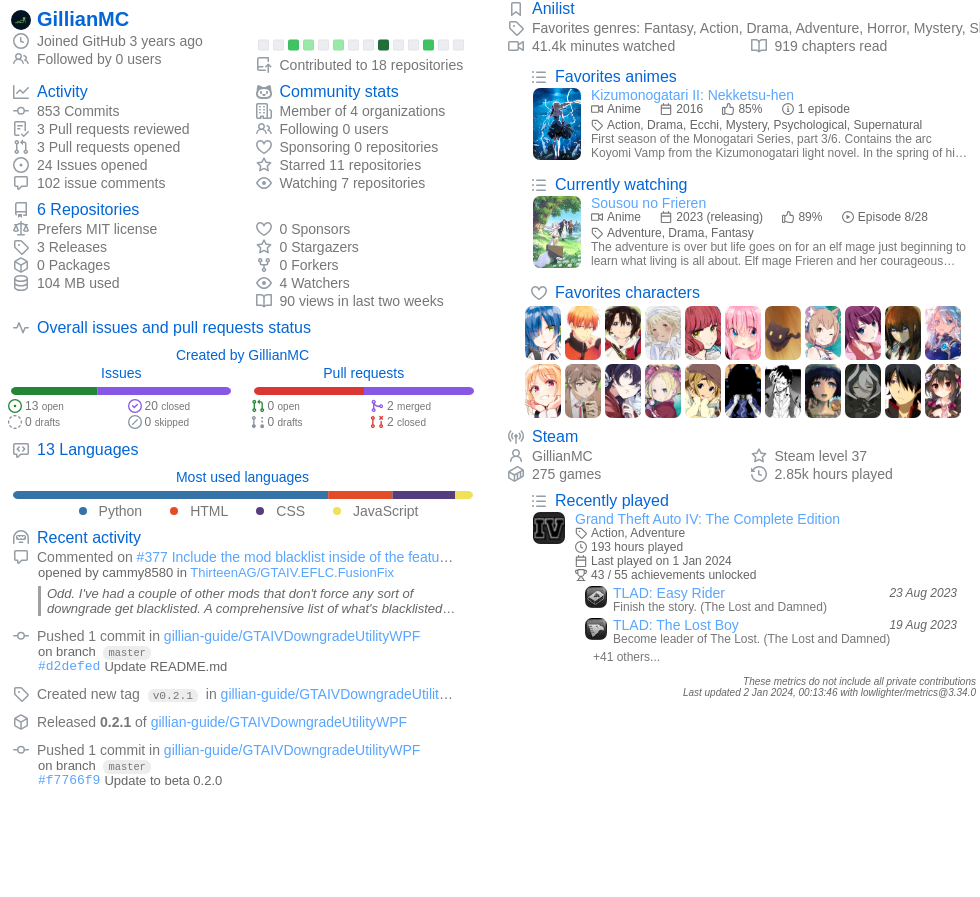 GillianMC
Joined GitHub 3 years ago
Followed by 0 users
Contributed to 18 repositories
Activity
853 Commits
3 Pull requests reviewed
3 Pull requests opened
24 Issues opened
102 issue comments
Community stats
Member of 4 organizations
Following 0 users
Sponsoring 0 repositories
Starred 11 repositories
Watching 7 repositories
6 Repositories
Prefers MIT license
3 Releases
0 Packages
104 MB used
0 Sponsors
0 Stargazers
0 Forkers
4 Watchers
90 views in last two weeks
Overall issues and pull requests status
Created by GillianMC
Issues
13 open 20 closed
0 drafts 0 skipped
Pull requests
0 open 2 merged
0 drafts 2 closed
13 Languages
Most used languages
Python HTML CSS JavaScript
Recent activity
Commented on #377 Include the mod blacklist inside of the featu…
opened by cammy8580 in ThirteenAG/GTAIV.EFLC.FusionFix
Odd. I've had a couple of other mods that don't force any sort of
downgrade get blacklisted. A comprehensive list of what's blacklisted…
Pushed 1 commit in gillian-guide/GTAIVDowngradeUtilityWPF
on branch master
#d2defed Update README.md
Created new tag v0.2.1 in gillian-guide/GTAIVDowngradeUtilit…
Released 0.2.1 of gillian-guide/GTAIVDowngradeUtilityWPF
Pushed 1 commit in gillian-guide/GTAIVDowngradeUtilityWPF
on branch master
#f7766f9 Update to beta 0.2.0
Anilist
Favorites genres: Fantasy, Action, Drama, Adventure, Horror, Mystery, Sl
41.4k minutes watched
919 chapters read
Favorites animes
Kizumonogatari II: Nekketsu-hen
Anime 2016 85% 1 episode
Action, Drama, Ecchi, Mystery, Psychological, Supernatural
First season of the Monogatari Series, part 3/6. Contains the arc
Koyomi Vamp from the Kizumonogatari light novel. In the spring of hi…
Currently watching
Sousou no Frieren
Anime 2023 (releasing) 89% Episode 8/28
Adventure, Drama, Fantasy
The adventure is over but life goes on for an elf mage just beginning to
learn what living is all about. Elf mage Frieren and her courageous…
Favorites characters
Steam
GillianMC
Steam level 37
275 games
2.85k hours played
Recently played
Grand Theft Auto IV: The Complete Edition
IV
Action, Adventure
193 hours played
Last played on 1 Jan 2024
43 / 55 achievements unlocked
TLAD: Easy Rider 23 Aug 2023
Finish the story. (The Lost and Damned)
TLAD: The Lost Boy 19 Aug 2023
Become leader of The Lost. (The Lost and Damned)
+41 others...
These metrics do not include all private contributions
Last updated 2 Jan 2024, 00:13:46 with lowlighter/metrics@3.34.0